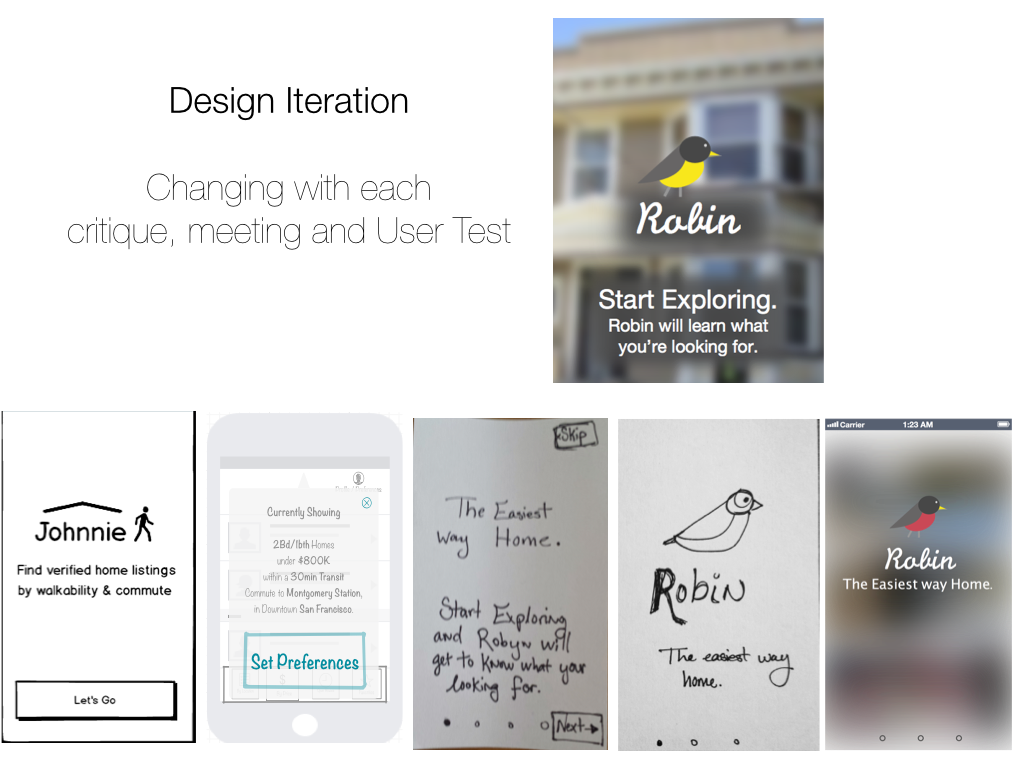 Design Iteration
Changing with each
critique, meeting and User Test
Robin
Start Exploring.
Robin will learn what
you're looking for.
Johnnie
Find verified home listings
by walkability & commute
Let's Go
Currently Showing
2Bd/1bth Homes
under $800K
within a 30min Transit
Commute to Montgomery Station,
in Downtown San Francisco.
Set Preferences
Skip
The Easiest
way Home.
Start Exploring
and Robyn will
get to know what your
looking for.
Next
Robin
The easiest way
home.
Carrier 1:23 AM
Robin
The Easiest way Home.